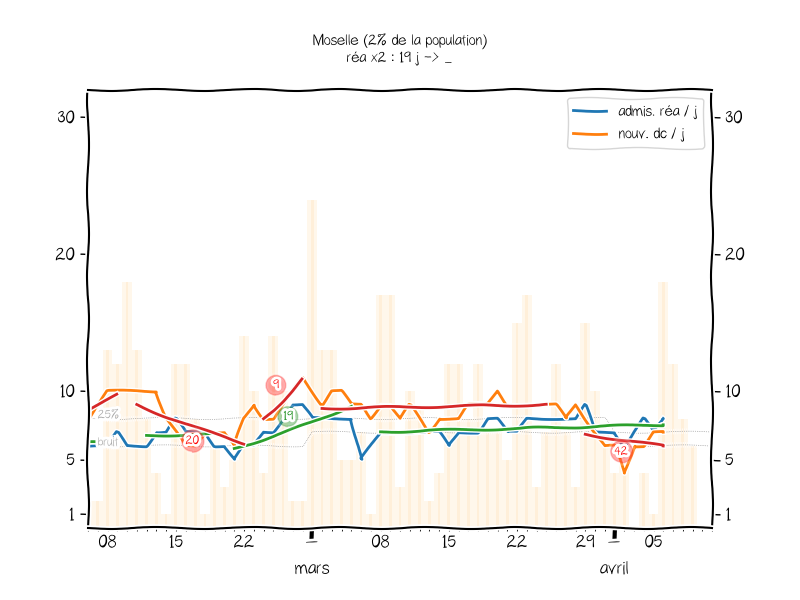 Moselle (2% de la population)
réa x2 : 19 j -> _
admis. réa / j
nouv. dc / j
30
30
20
20
10
10
5
5
1
1
25%
bruit
9
19
20
42
08 15 22 _ 08 15 22 29 _ 05
mars avril